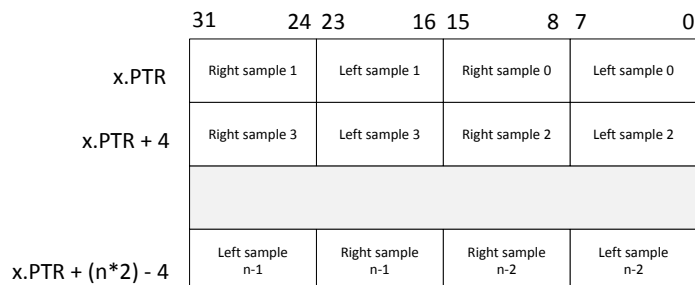 31 24 23 16 15 8 7 0
x.PTR Right sample 1 Left sample 1 Right sample 0 Left sample 0
x.PTR + 4 Right sample 3 Left sample 3 Right sample 2 Left sample 2
x.PTR + (n*2) - 4 Left sample Right sample Right sample Left sample
n-1 n-1 n-2 n-2